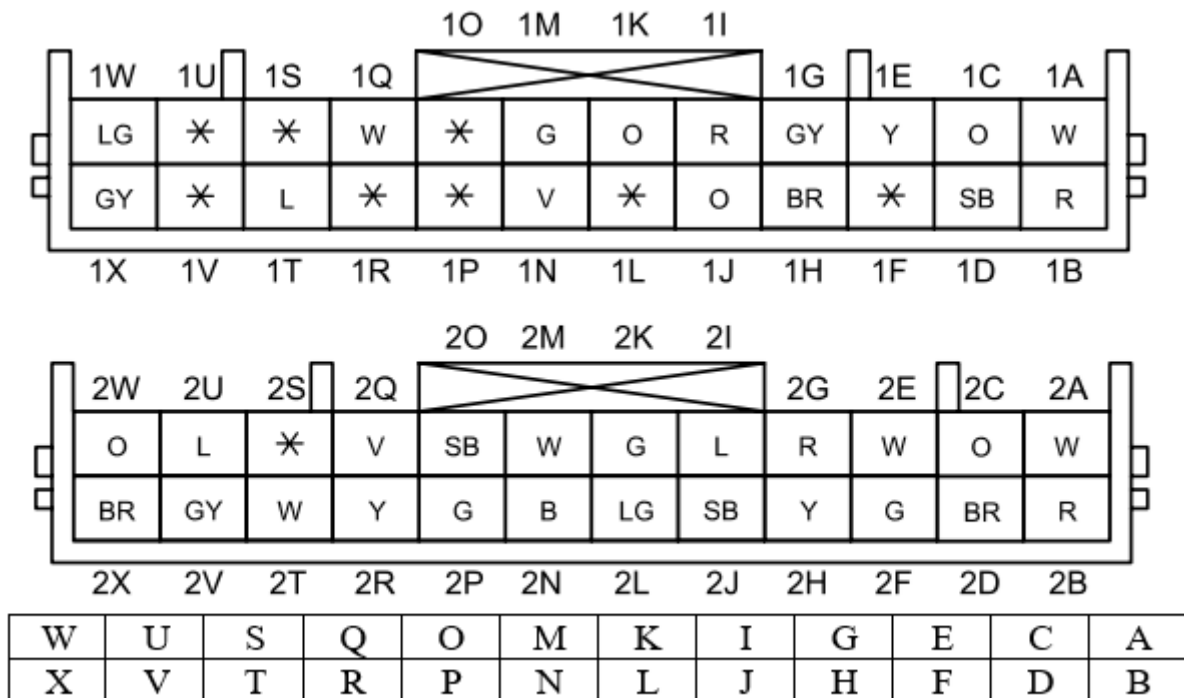 1O 1M 1K 1I
1W 1U 1S 1Q 1G 1E 1C 1A
LG * * W * G O R GY Y O W
GY * L * * V * O BR * SB R
1X 1V 1T 1R 1P 1N 1L 1J 1H 1F 1D 1B
2O 2M 2K 2I
2W 2U 2S 2Q 2G 2E 2C 2A
O L * V SB W G L R W O W
BR GY W Y G B LG SB Y G BR R
2X 2V 2T 2R 2P 2N 2L 2J 2H 2F 2D 2B
W U S Q O M K I G E C A
X V T R P N L J H F D B